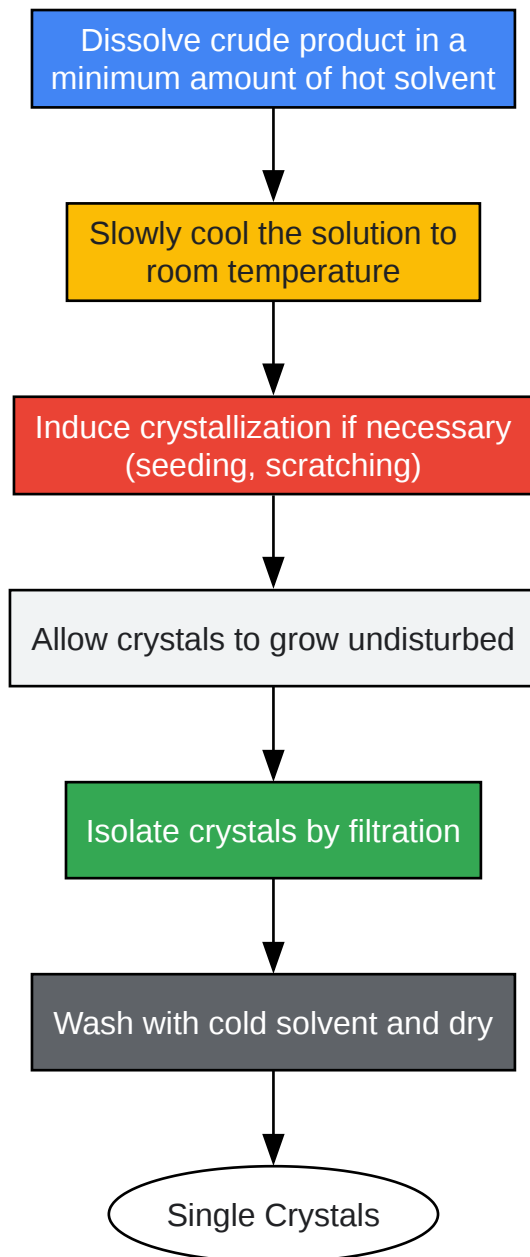 Dissolve crude product in a
minimum amount of hot solvent
Slowly cool the solution to
room temperature
Induce crystallization if necessary
(seeding, scratching)
Allow crystals to grow undisturbed
Isolate crystals by filtration
Wash with cold solvent and dry
Single Crystals